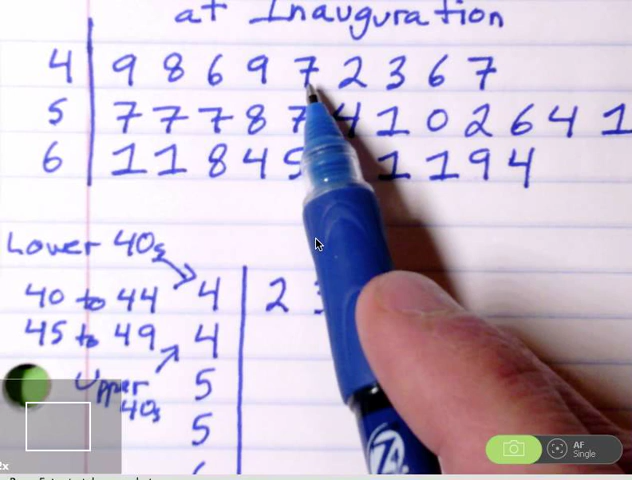 at Inauguration
4 | 9 8 6 9 7 2 3 6 7
5 | 7 7 7 8 7 4 1 0 2 6 4 1
6 | 1 1 8 4 5 1 1 9 4
Lower 40s
40 to 44 4 | 2
45 to 49 4
Upper 40s 5
5
AF
Single